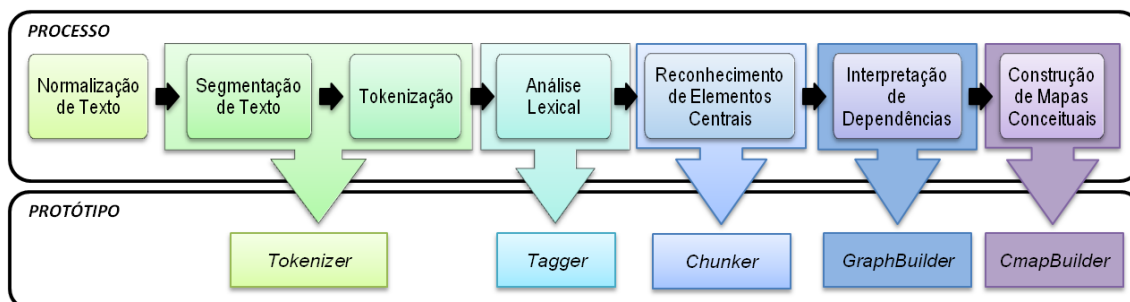 PROCESSO
Normalização
de Texto
Segmentação
de Texto
Tokenização
Análise
Lexical
Reconhecimento
de Elementos
Centrais
Interpretação
de
Dependências
Construção
de Mapas
Conceituais
PROTÓTIPO
Tokenizer
Tagger
Chunker
GraphBuilder
CmapBuilder